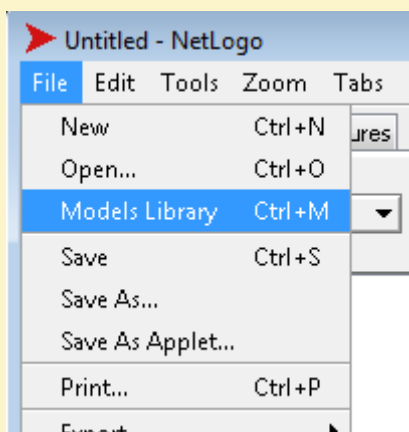 Untitled - NetLogo
File Edit Tools Zoom Tabs
New Ctrl+N
Open... Ctrl+O
Models Library Ctrl+M
Save Ctrl+S
Save As...
Save As Applet...
Print... Ctrl+P